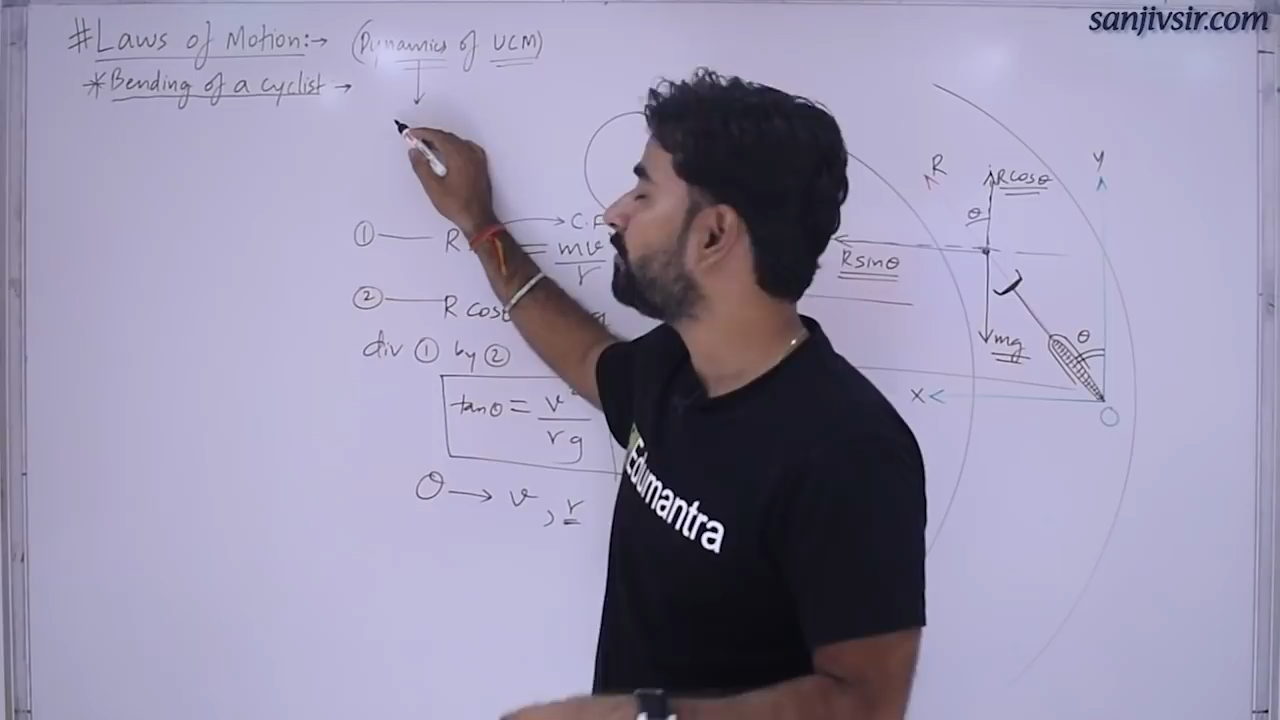 sanjivsir.com
#Laws of Motion:→ (Dynamics of UCM)
*Bending of a cyclist →
① R = mv / r → C.F
② R cosθ
div ① by ②
tanθ = v² / rg
θ → v, r
R
R cosθ
θ
Y
R sinθ
mg
θ
X
O
Edumantra